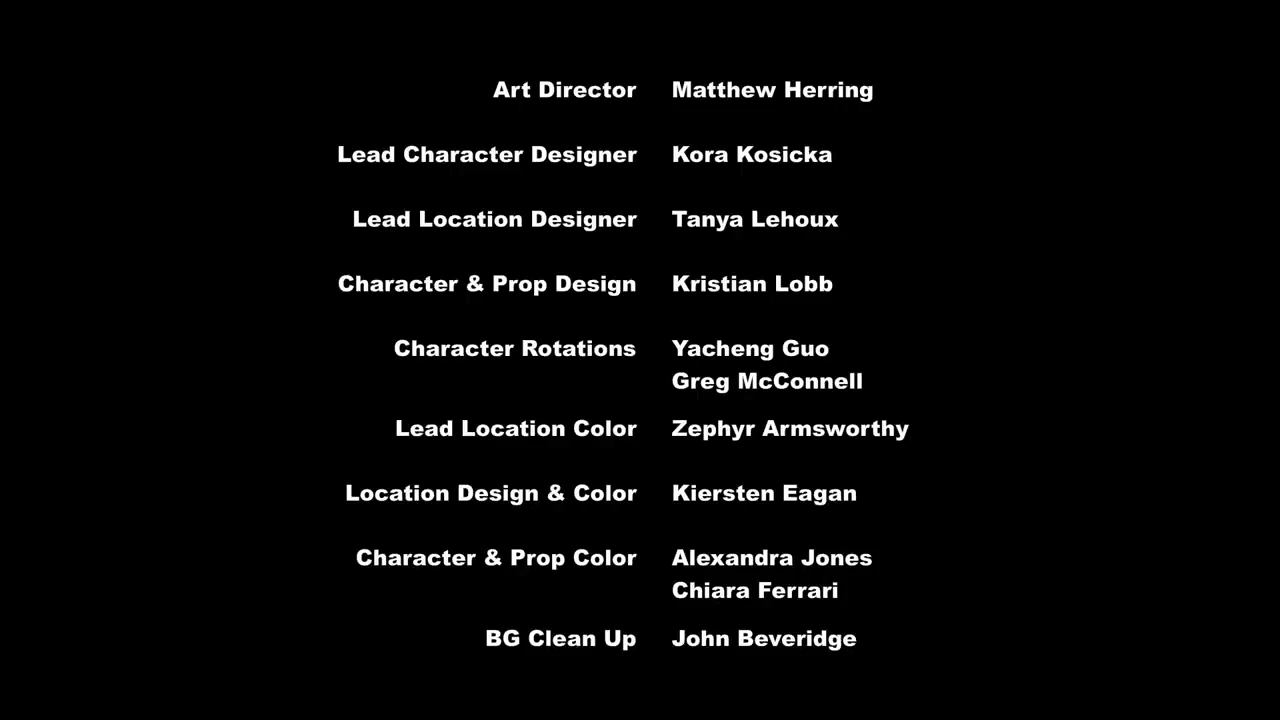 Art Director Matthew Herring
Lead Character Designer Kora Kosicka
Lead Location Designer Tanya Lehoux
Character & Prop Design Kristian Lobb
Character Rotations Yacheng Guo
Greg McConnell
Lead Location Color Zephyr Armsworthy
Location Design & Color Kiersten Eagan
Character & Prop Color Alexandra Jones
Chiara Ferrari
BG Clean Up John Beveridge